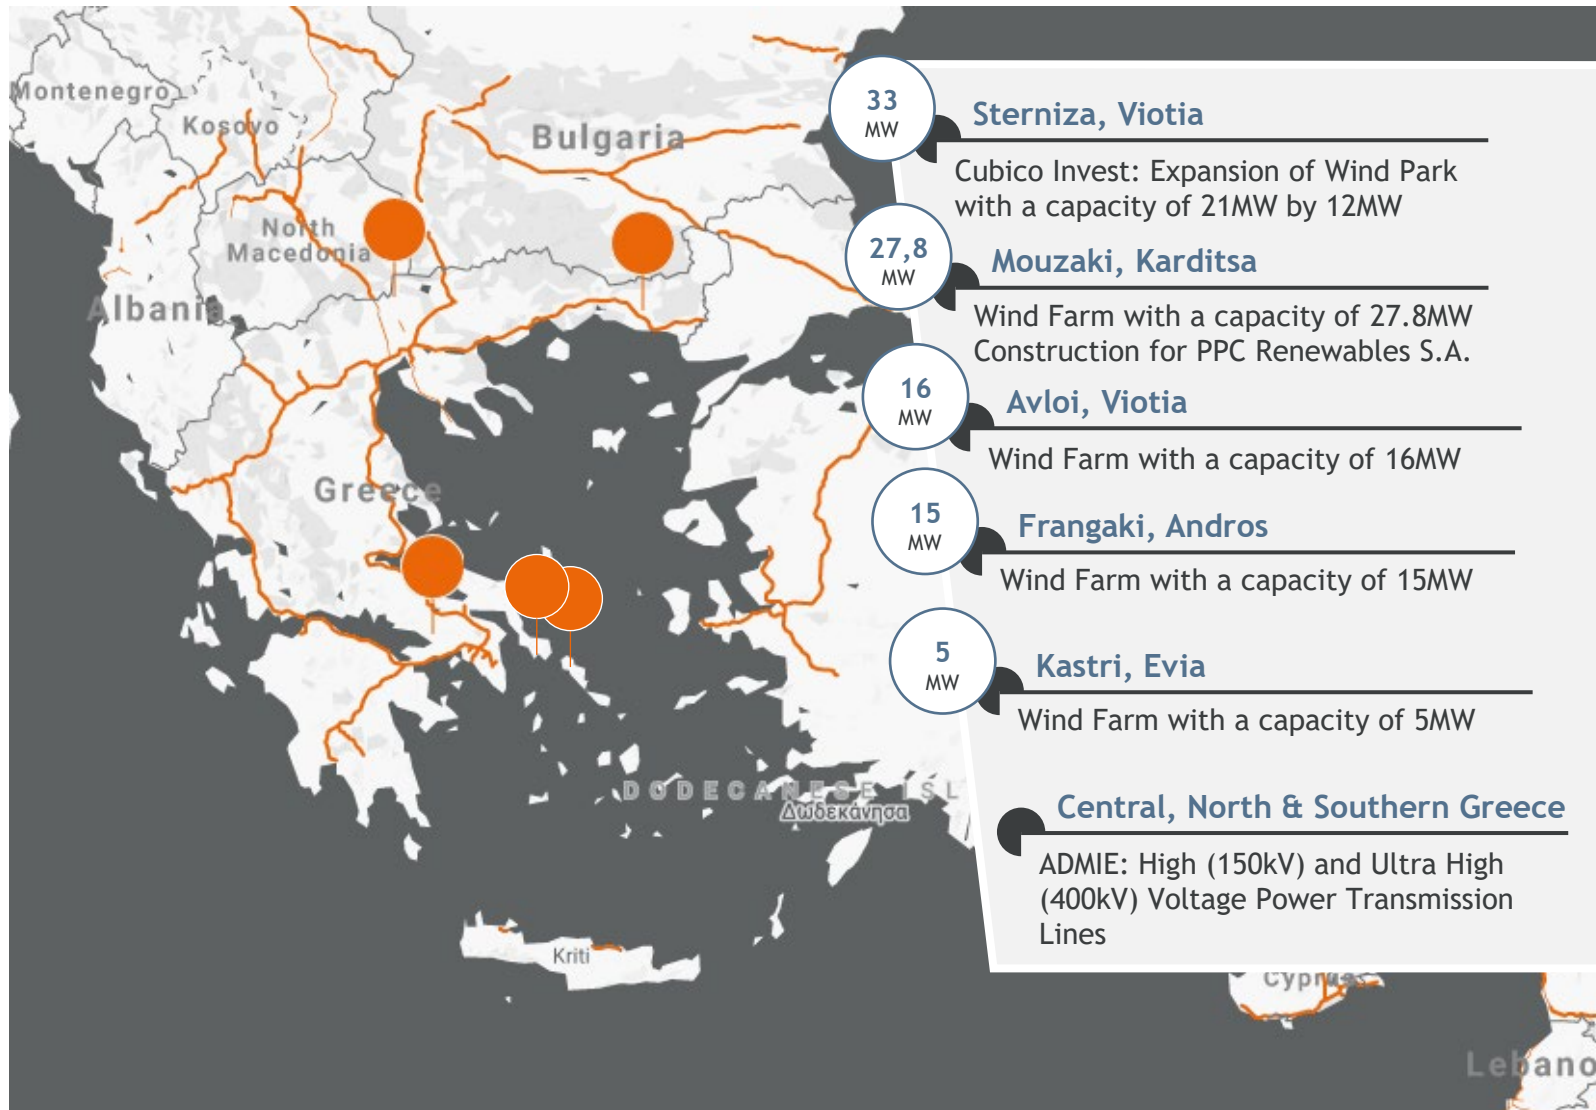 Montenegro
Kosovo
Bulgaria
North
Macedonia
Albania
Greece
DODECANESE ISL
Δωδεκάνησα
Kriti
Cyprus
Lebano
33
MW
Sterniza, Viotia
Cubico Invest: Expansion of Wind Park
with a capacity of 21MW by 12MW
27,8
MW
Mouzaki, Karditsa
Wind Farm with a capacity of 27.8MW
Construction for PPC Renewables S.A.
16
MW
Avloi, Viotia
Wind Farm with a capacity of 16MW
15
MW
Frangaki, Andros
Wind Farm with a capacity of 15MW
5
MW
Kastri, Evia
Wind Farm with a capacity of 5MW
Central, North & Southern Greece
ADMIE: High (150kV) and Ultra High
(400kV) Voltage Power Transmission
Lines